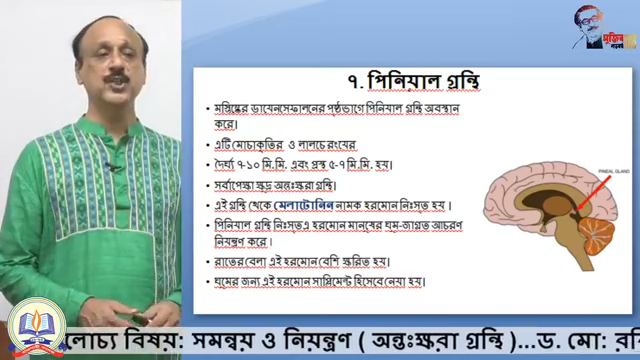 মুজিব
৭. পিনিয়াল গ্রন্থি
• মস্তিষ্কের ডায়েনসেফালনের পৃষ্ঠভাগে পিনিয়াল গ্রন্থি অবস্থান
করে।
• এটি মোচাকৃতির ও লালচে রংযের
• দৈর্ঘ্য ৭-১০ মি.মি. এবং প্রস্থ ৫-৭ মি.মি. হয়।
• সর্বাপেক্ষা ক্ষুদ্র অন্তঃক্ষরা গ্রন্থি।
• এই গ্রন্থি থেকে মেলাটোনিন নামক হরমোন নিঃসৃত হয় ।
• পিনিয়াল গ্রন্থি নিঃসৃত এ হরমোন মানুষের ঘুম-জাগ্রত আচরণ
নিয়ন্ত্রণ করে ।
• রাতের বেলা এই হরমোন বেশি ক্ষরিত হয়।
• ঘুমের জন্য এই হরমোন সাপ্লিমেন্ট হিসেবে নেয়া হয়।
PINEAL GLAND
লোচ্য বিষয়: সমন্বয় ও নিয়ন্ত্রণ ( অন্তঃক্ষরা গ্রন্থি )...ড. মো: রবি